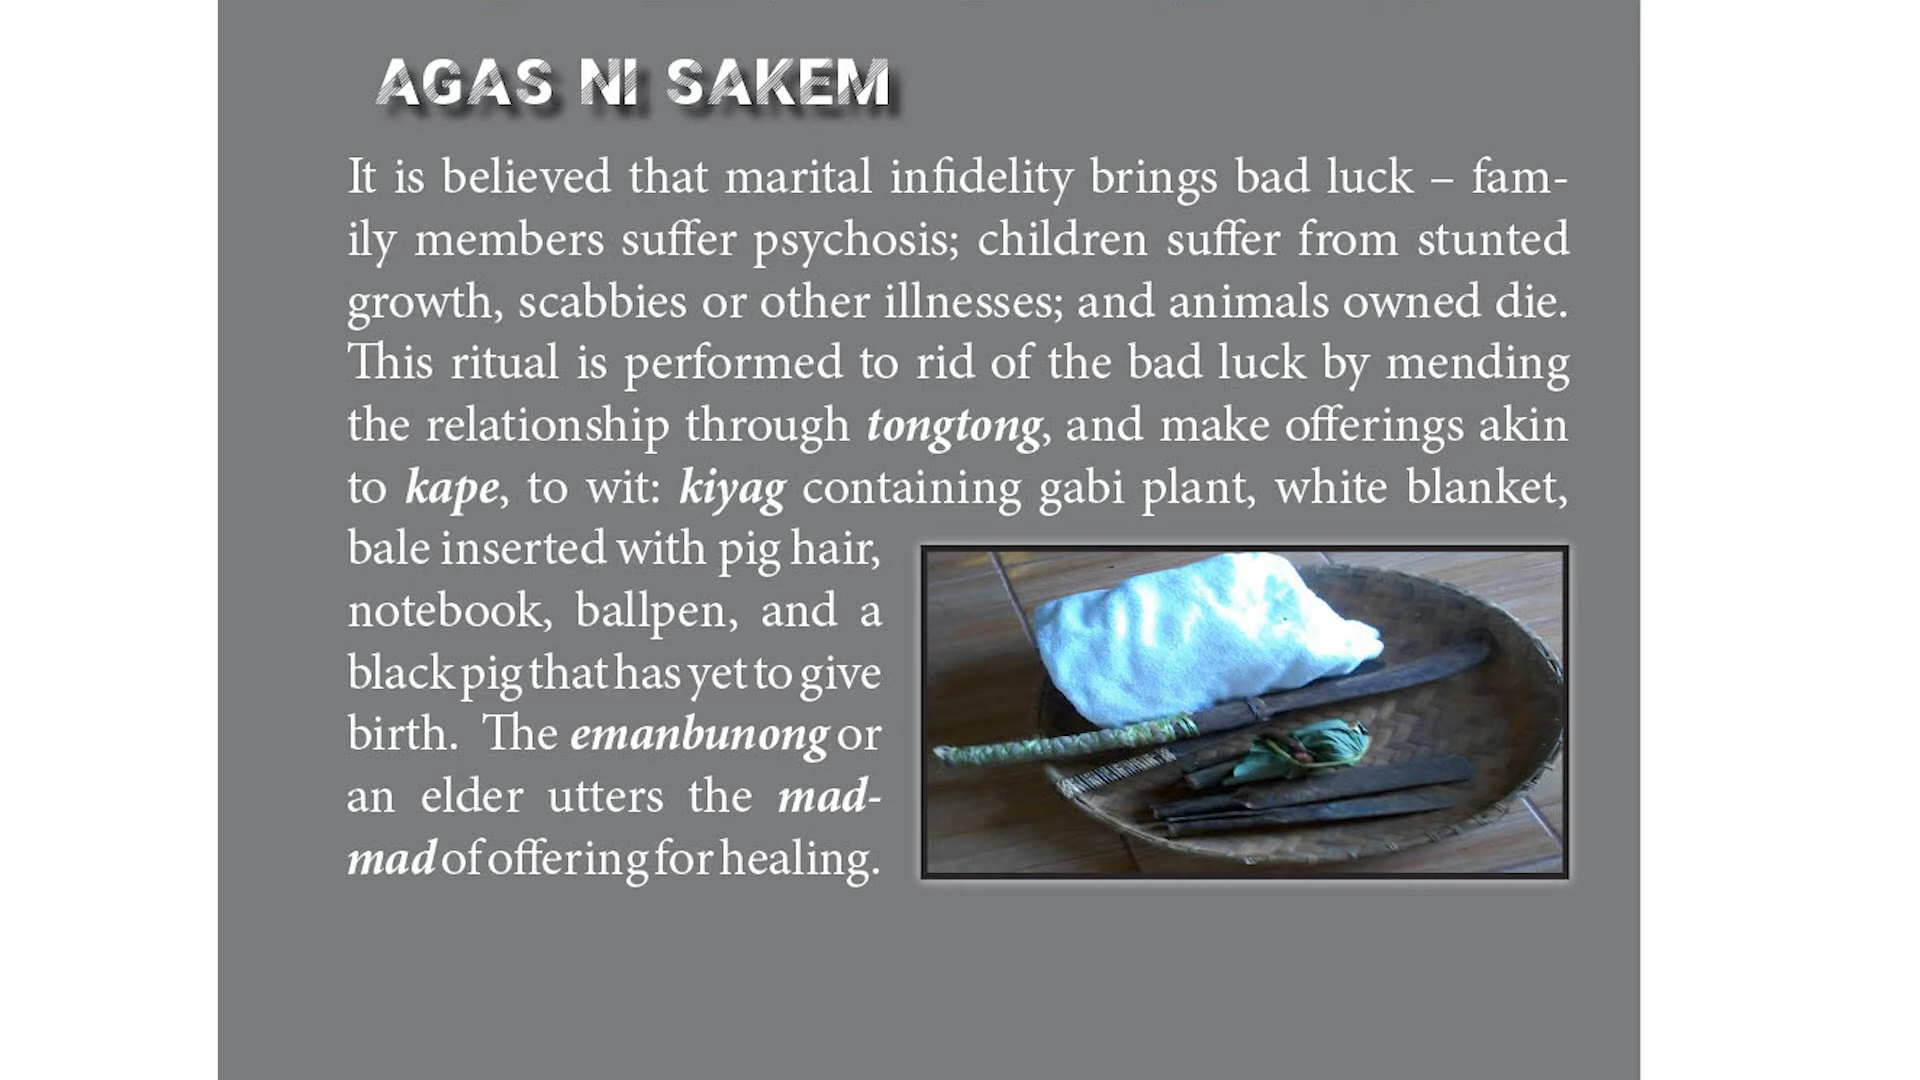 AGAS NI SAKEM
It is believed that marital infidelity brings bad luck – fam-
ily members suffer psychosis; children suffer from stunted
growth, scabbies or other illnesses; and animals owned die.
This ritual is performed to rid of the bad luck by mending
the relationship through tongtong, and make offerings akin
to kape, to wit: kiyag containing gabi plant, white blanket,
bale inserted with pig hair,
notebook, ballpen, and a
black pig that has yet to give
birth. The emanbunong or
an elder utters the mad-
mad of offering for healing.